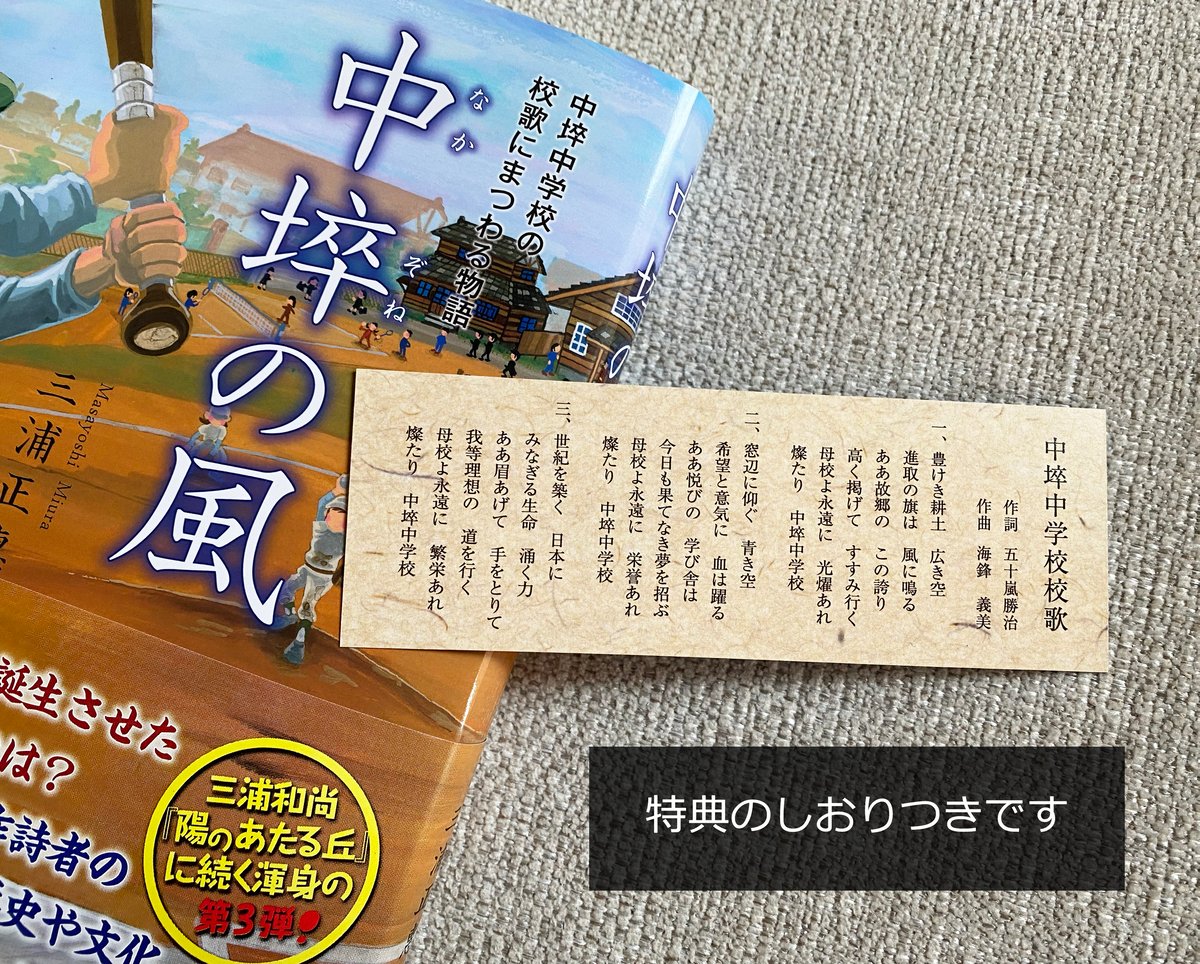 中埣中学校の
校歌にまつわる物語
なか
ぞね
中埣の風
Masayoshi Miura
三浦正
誕生させた
は?
作詩者の
史や文化
三浦和尚
『陽のあたる丘』
に続く渾身の
第3弾!
中埣中学校校歌
作詞 五十嵐勝治
作曲 海鋒 義美
一、豊けき耕土 広き空
進取の旗は 風に鳴る
ああ故郷の この誇り
高く掲げて すすみ行く
母校よ永遠に 光燿あれ
燦たり 中埣中学校
二、窓辺に仰ぐ 青き空
希望と意気に 血は躍る
ああ悦びの 学び舎は
今日も果てなき夢を招ぶ
母校よ永遠に 栄誉あれ
燦たり 中埣中学校
三、世紀を築く 日本に
みなぎる生命 涌く力
ああ眉あげて 手をとりて
我等理想の 道を行く
母校よ永遠に 繁栄あれ
燦たり 中埣中学校
特典のしおりつきです